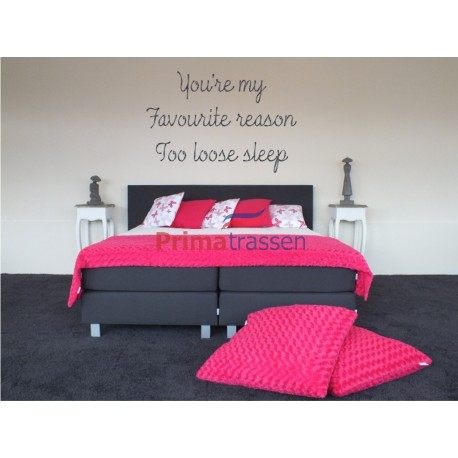 You're my
Favourite reason
Too loose sleep
Primatrassen